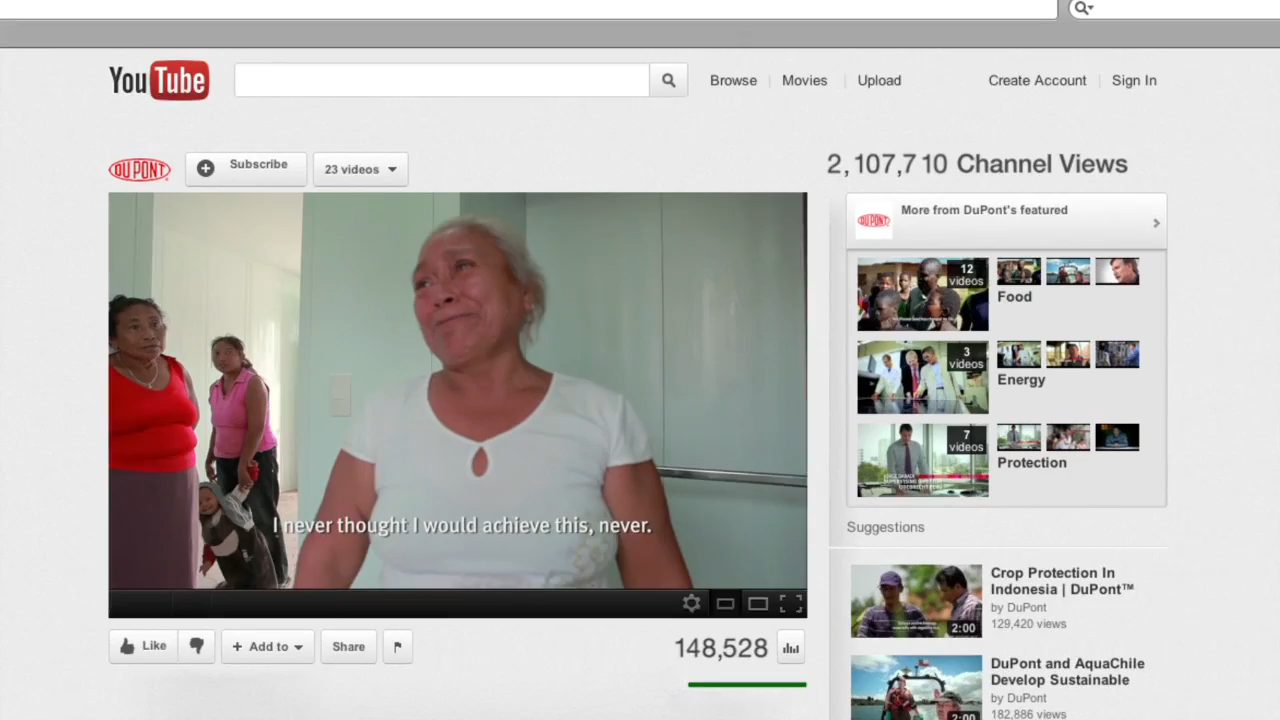 YouTube
Browse
Movies
Upload
Create Account
Sign In
DUPONT
Subscribe
23 videos
2,107,710 Channel Views
DUPONT
More from DuPont's featured
12
videos
Food
3
videos
Energy
7
videos
Protection
I never thought I would achieve this, never.
Suggestions
Crop Protection In
Indonesia | DuPont™
by DuPont
129,420 views
2:00
Like
Add to
Share
148,528
DuPont and AquaChile
Develop Sustainable
by DuPont
182,886 views
2:00